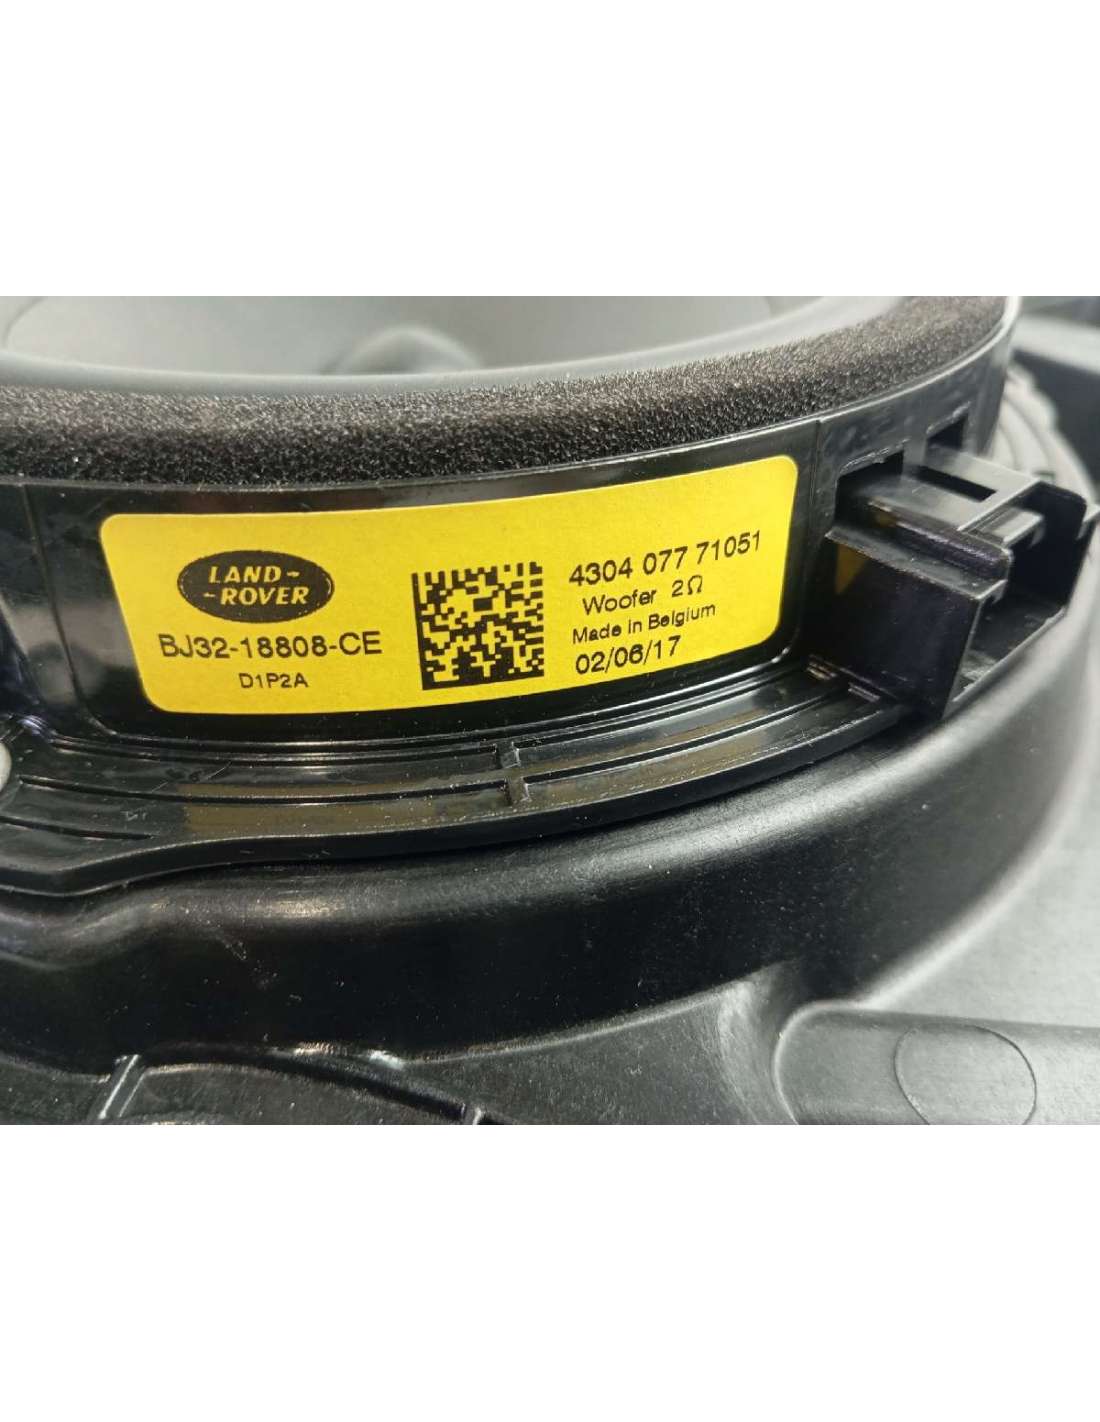 LAND-
-ROVER
BJ32-18808-CE
D1P2A
4304 077 71051
Woofer 2Ω
Made in Belgium
02/06/17